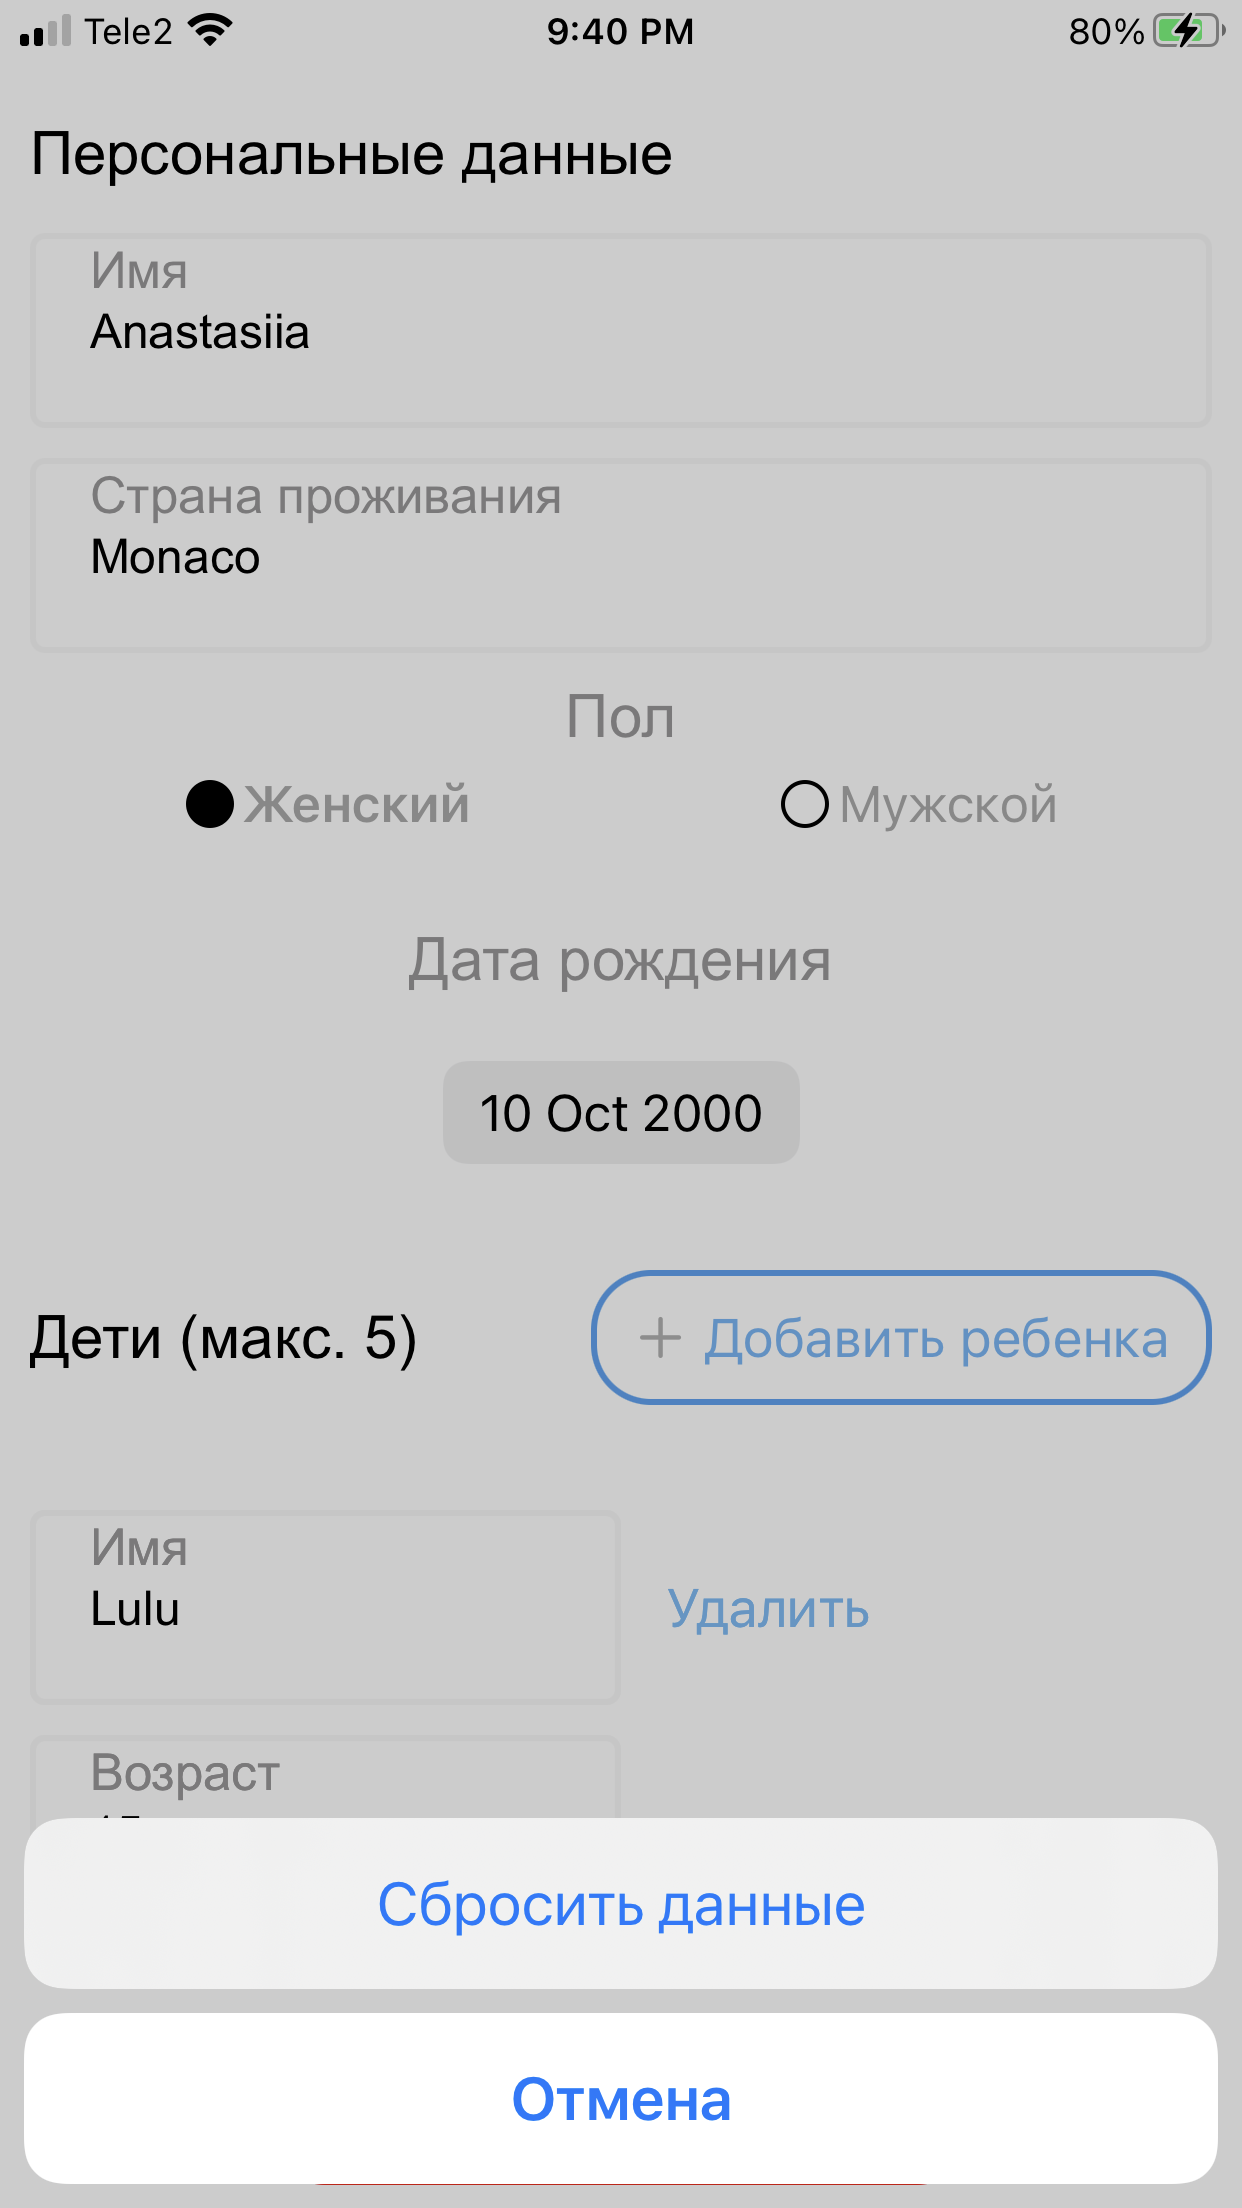 Tele2 9:40 PM 80%
Персональные данные
Имя
Anastasiia
Страна проживания
Monaco
Пол
Женский Мужской
Дата рождения
10 Oct 2000
Дети (макс. 5) + Добавить ребенка
Имя
Lulu
Удалить
Возраст
Сбросить данные
Отмена